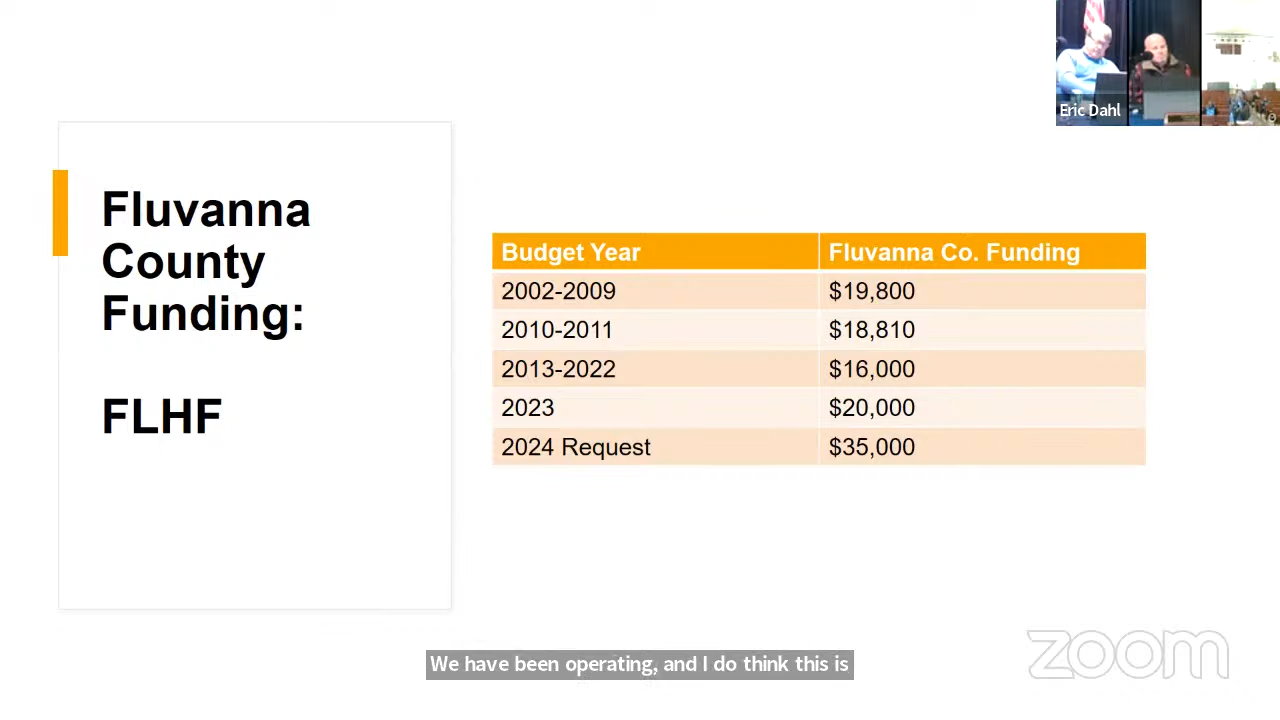 Eric Dahl
Fluvanna
County
Funding:
FLHF
Budget Year Fluvanna Co. Funding
2002-2009 $19,800
2010-2011 $18,810
2013-2022 $16,000
2023 $20,000
2024 Request $35,000
We have been operating, and I do think this is
zoom